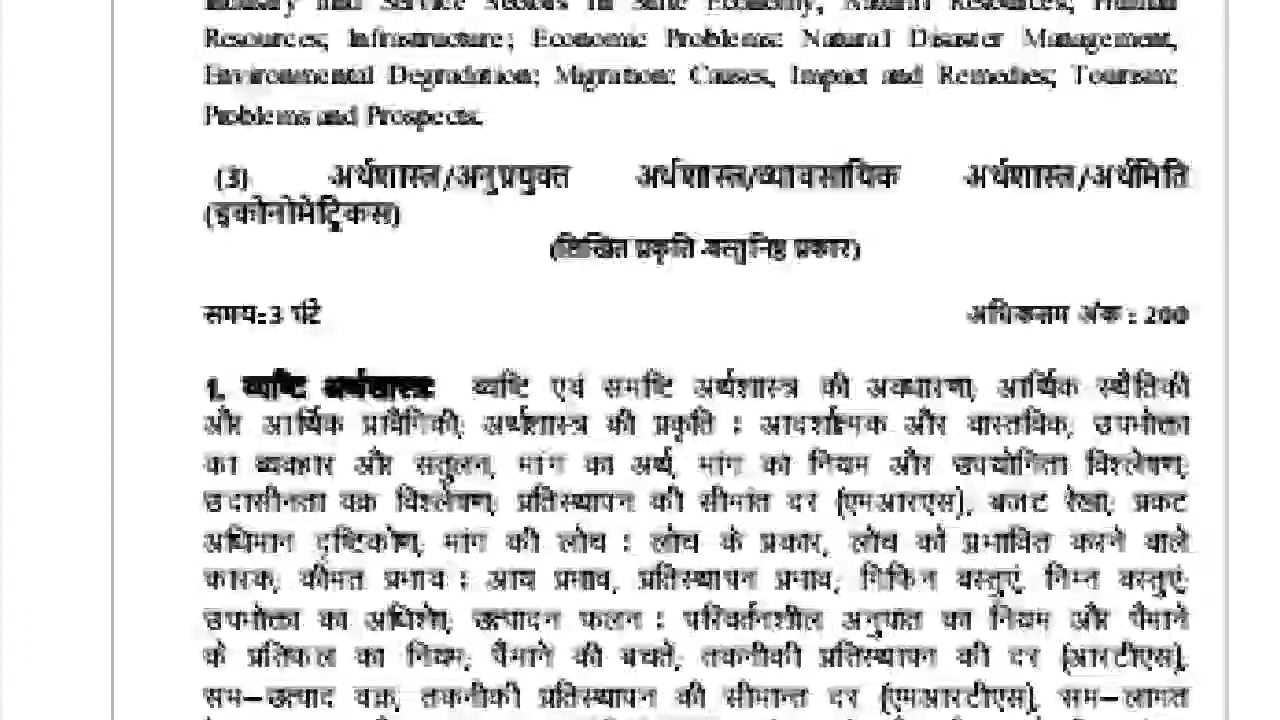 Industry and Service Sectors in State Economy, Natural Resources; Human
Resources; Infrastructure; Economic Problems: Natural Disaster Management,
Environmental Degradation; Migration: Causes, Impact and Remedies; Tourism:
Problems and Prospects.
(3) अर्थशास्त्र/अनुप्रयुक्त अर्थशास्त्र/व्यावसायिक अर्थशास्त्र/अर्थमिति
(इकोनोमेट्रिकस)
(लिखित प्रकृति -वस्तुनिष्ठ प्रकार)
समय:3 घंटे अधिकतम अंक : 200
1. व्यष्टि अर्थशास्त्र: व्यष्टि एवं समष्टि अर्थशास्त्र की अवधारणा, आर्थिक स्थैतिकी
और आर्थिक प्रावैगिकी, अर्थशास्त्र की प्रकृति : आदर्शात्मक और वास्तविक, उपभोक्ता
का व्यवहार और संतुलन, मांग का अर्थ, मांग का नियम और उपयोगिता विश्लेषण,
उदासीनता वक्र विश्लेषण, प्रतिस्थापन की सीमांत दर (एमआरएस), बजट रेखा, प्रकट
अधिमान दृष्टिकोण, मांग की लोच : लोच के प्रकार, लोच को प्रभावित करने वाले
कारक, कीमत प्रभाव : आय प्रभाव, प्रतिस्थापन प्रभाव, गिफिन वस्तुएं, निम्न वस्तुएं,
उपभोक्ता का अधिशेष, उत्पादन फलन : परिवर्तनशील अनुपात का नियम और पैमाने
के प्रतिफल का नियम, पैमाने की बचतें, तकनीकी प्रतिस्थापन की दर (आरटीएस),
सम–उत्पाद वक्र, तकनीकी प्रतिस्थापन की सीमान्त दर (एमआरटीएस), सम–लागत